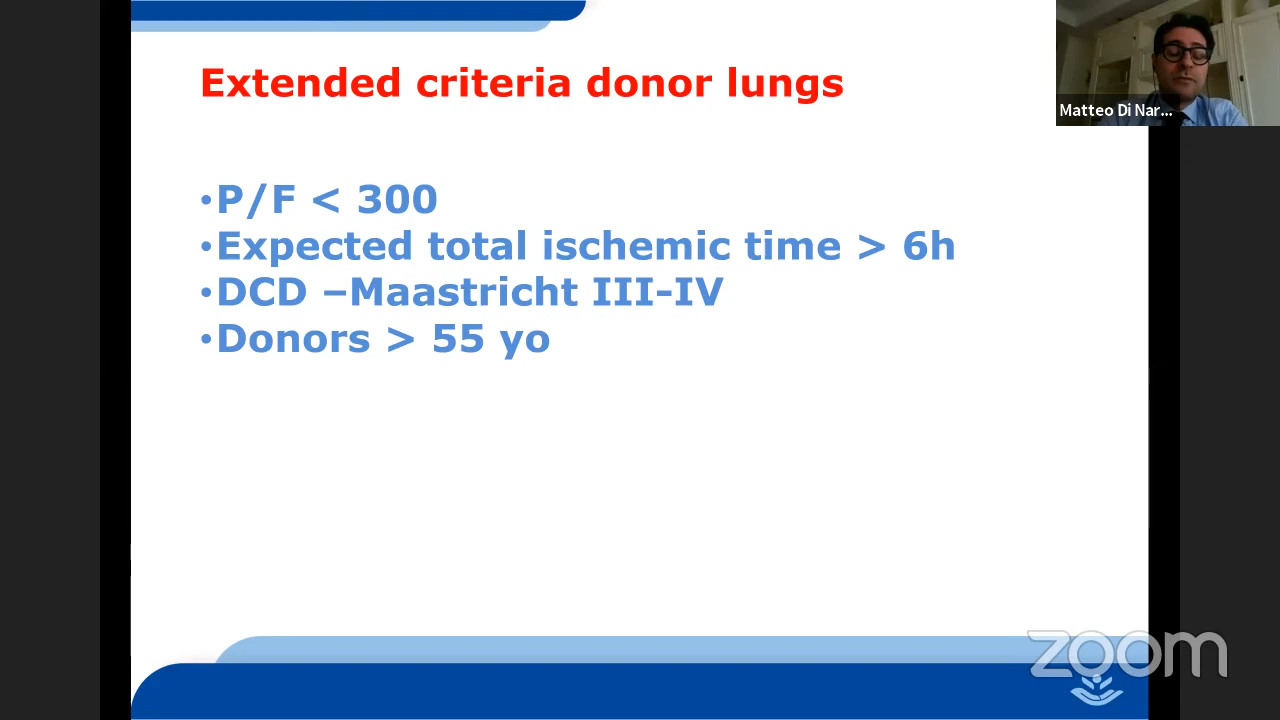 Extended criteria donor lungs
Matteo Di Nar...
•P/F < 300
•Expected total ischemic time > 6h
•DCD –Maastricht III-IV
•Donors > 55 yo
zoom